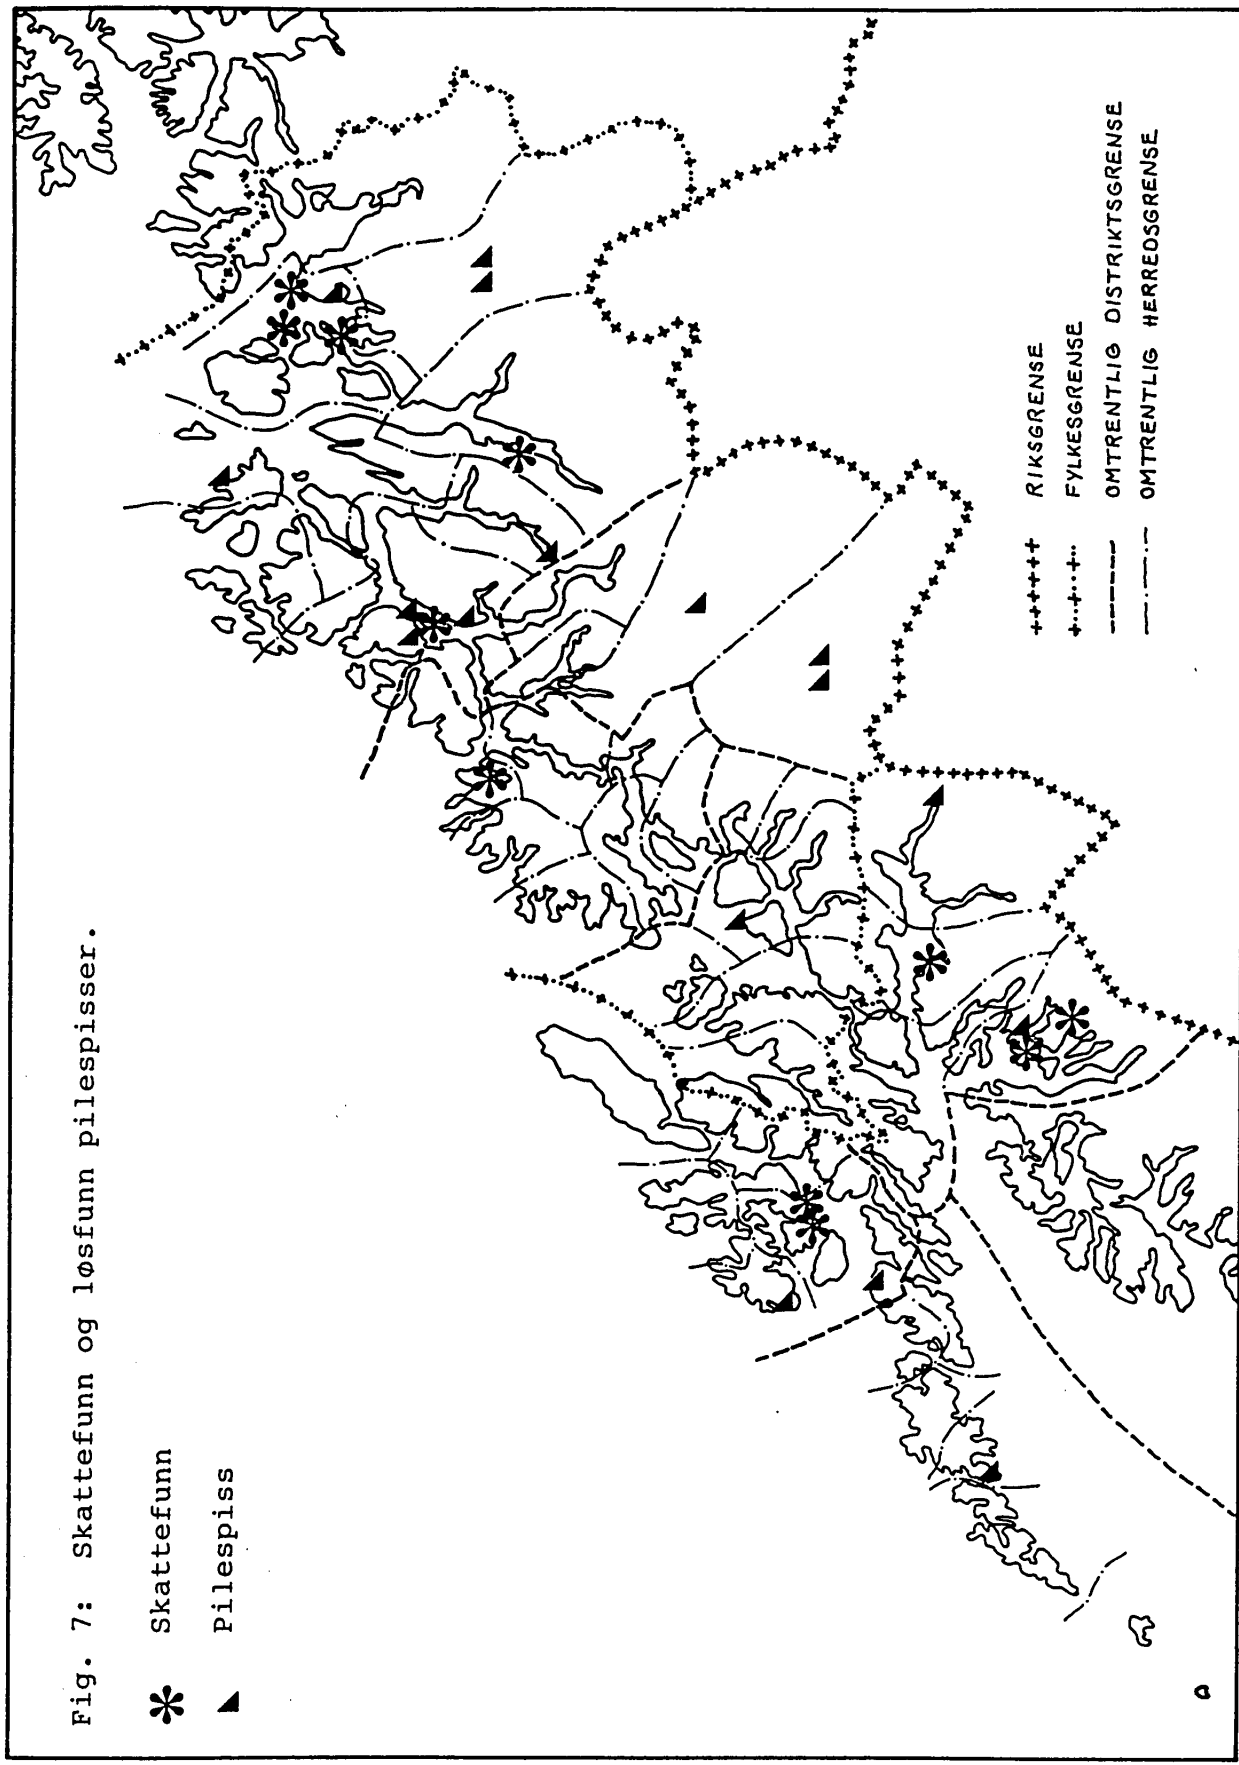 Fig. 7: Skattefunn og løsfunn pilespisser.
Skattefunn
Pilespiss
RIKSGRENSE
FYLKESGRENSE
OMTRENTLIG DISTRIKTSGRENSE
OMTRENTLIG HERREDSGRENSE